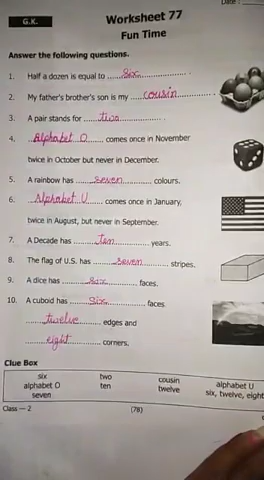 Date :
G.K.
Worksheet 77
Fun Time
Answer the following questions.
1. Half a dozen is equal to ....Six.... .
2. My father's brother's son is my ....cousin.... .
3. A pair stands for ....two....
4. ....Alphabet O.... comes once in November
twice in October but never in December.
5. A rainbow has ....seven.... colours.
6. ....Alphabet U.... comes once in January,
twice in August, but never in September.
7. A Decade has ....ten.... years.
8. The flag of U.S. has ....seven.... stripes.
9. A dice has ....six.... faces.
10. A cuboid has ....Six.... faces
....twelve.... edges and
....eight.... corners.
Clue Box
six two cousin alphabet U
alphabet O ten twelve six, twelve, eight
seven
Class — 2 (78)